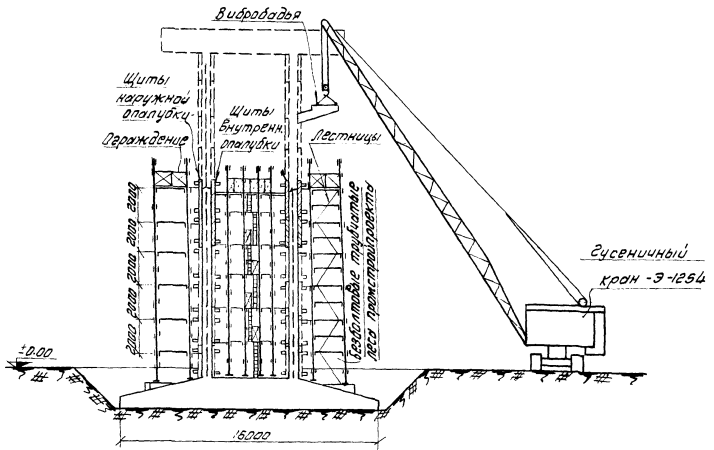 Вибробадья
Щиты
наружной
опалубки
Щиты
внутренн.
опалубки
Ограждение
Лестницы
2000
2000
2000
2000
2000
безболтовые трубчатые
леса промстройпроекты
Гусеничный
кран -Э-1254
±0.00
16000